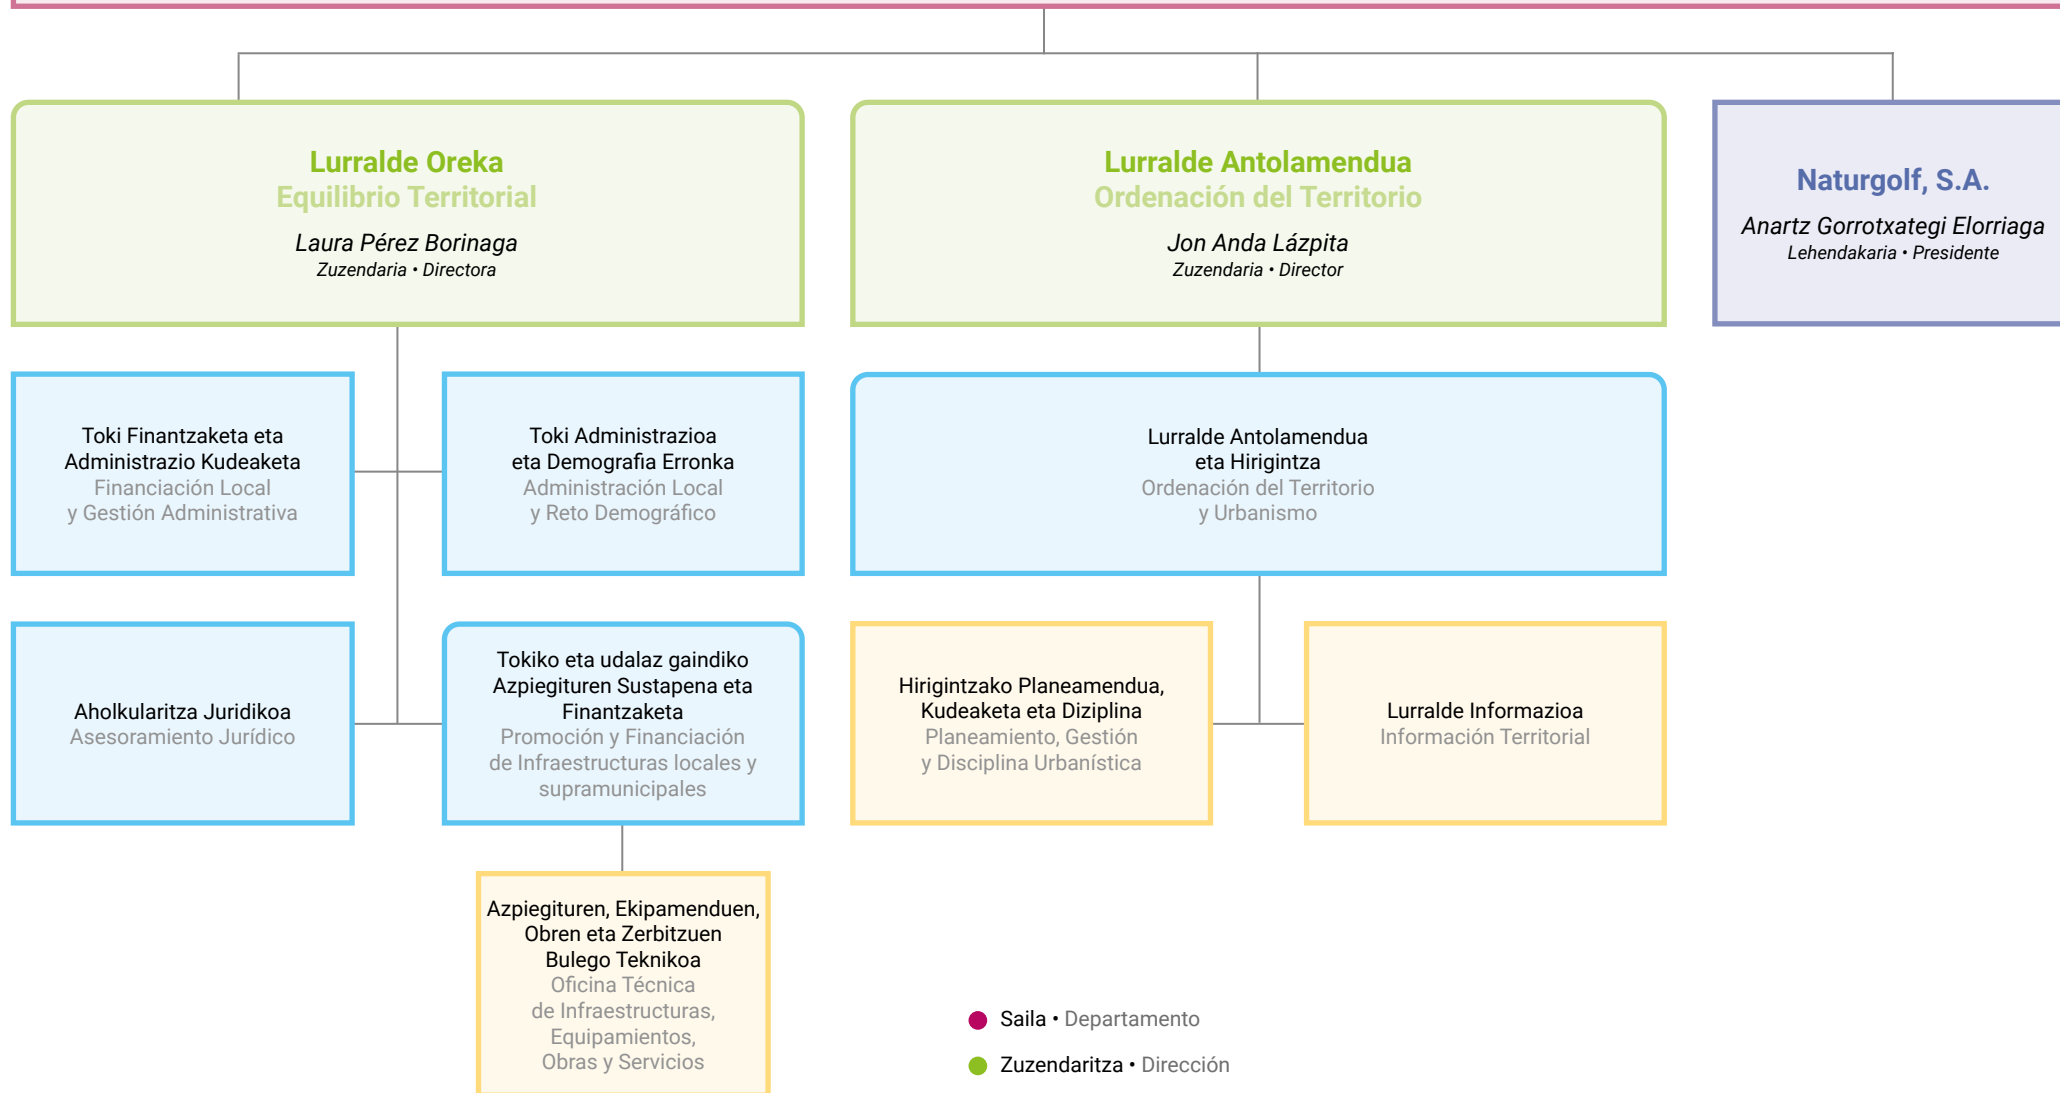 Lurralde Oreka
Equilibrio Territorial
Laura Pérez Borinaga
Zuzendaria • Directora
Lurralde Antolamendua
Ordenación del Territorio
Jon Anda Lázpita
Zuzendaria • Director
Naturgolf, S.A.
Anartz Gorrotxategi Elorriaga
Lehendakaria • Presidente
Toki Finantzaketa eta
Administrazio Kudeaketa
Financiación Local
y Gestión Administrativa
Toki Administrazioa
eta Demografia Erronka
Administración Local
y Reto Demográfico
Lurralde Antolamendua
eta Hirigintza
Ordenación del Territorio
y Urbanismo
Aholkularitza Juridikoa
Asesoramiento Jurídico
Tokiko eta udalaz gaindiko
Azpiegituren Sustapena eta
Finantzaketa
Promoción y Financiación
de Infraestructuras locales y
supramunicipales
Hirigintzako Planeamendua,
Kudeaketa eta Diziplina
Planeamiento, Gestión
y Disciplina Urbanística
Lurralde Informazioa
Información Territorial
Azpiegituren, Ekipamenduen,
Obren eta Zerbitzuen
Bulego Teknikoa
Oficina Técnica
de Infraestructuras,
Equipamientos,
Obras y Servicios
Saila • Departamento
Zuzendaritza • Dirección